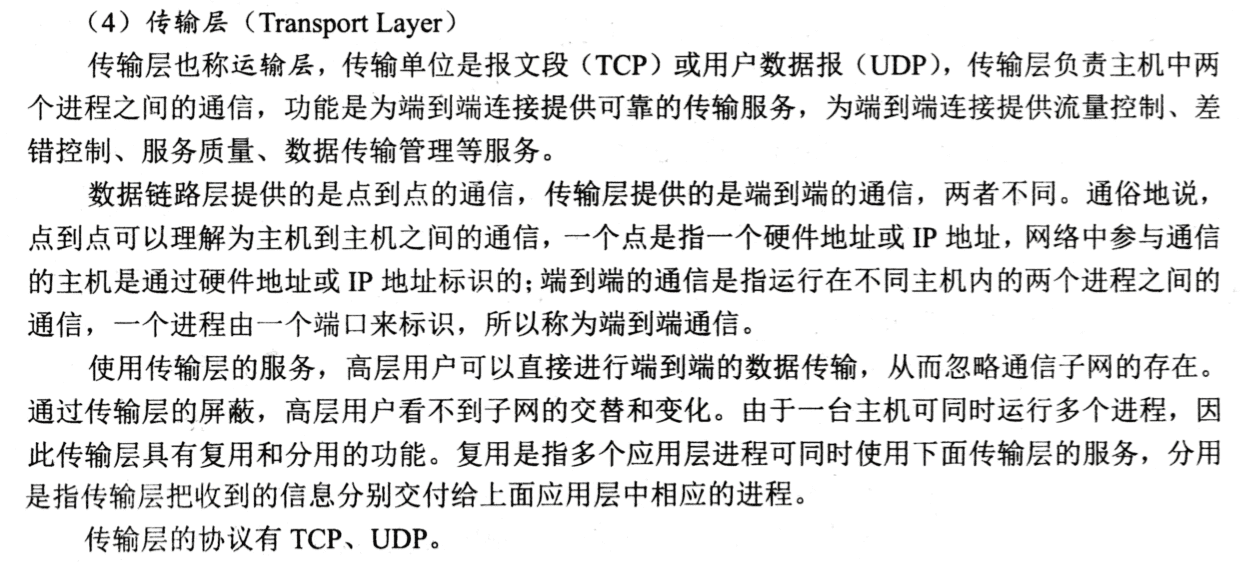 （4）传输层（Transport Layer）
传输层也称运输层，传输单位是报文段（TCP）或用户数据报（UDP），传输层负责主机中两
个进程之间的通信，功能是为端到端连接提供可靠的传输服务，为端到端连接提供流量控制、差
错控制、服务质量、数据传输管理等服务。
数据链路层提供的是点到点的通信，传输层提供的是端到端的通信，两者不同。通俗地说，
点到点可以理解为主机到主机之间的通信，一个点是指一个硬件地址或 IP 地址，网络中参与通信
的主机是通过硬件地址或 IP 地址标识的；端到端的通信是指运行在不同主机内的两个进程之间的
通信，一个进程由一个端口来标识，所以称为端到端通信。
使用传输层的服务，高层用户可以直接进行端到端的数据传输，从而忽略通信子网的存在。
通过传输层的屏蔽，高层用户看不到子网的交替和变化。由于一台主机可同时运行多个进程，因
此传输层具有复用和分用的功能。复用是指多个应用层进程可同时使用下面传输层的服务，分用
是指传输层把收到的信息分别交付给上面应用层中相应的进程。
传输层的协议有 TCP、UDP。